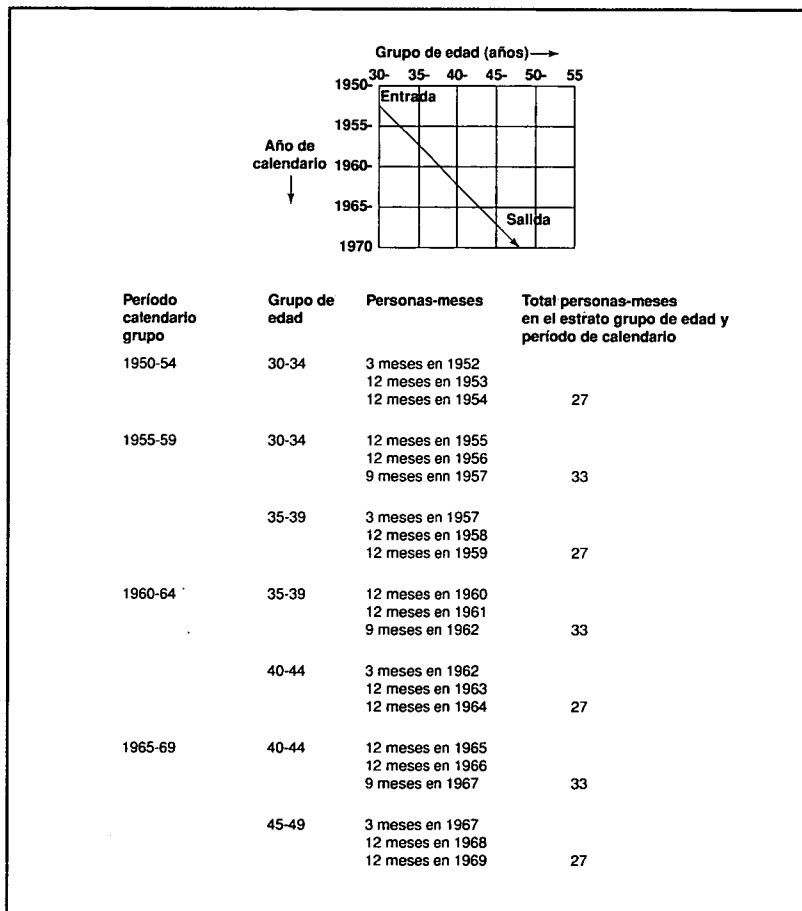 Grupo de edad (años)→
30- 35- 40- 45- 50- 55
1950-
Entrada
1955-
Año de
calendario
↓
1960-
1965-
Salida
1970
Período calendario grupo Grupo de edad Personas-meses Total personas-meses en el estrato grupo de edad y período de calendario
1950-54 30-34 3 meses en 1952
12 meses en 1953
12 meses en 1954 27
1955-59 30-34 12 meses en 1955
12 meses en 1956
9 meses enn 1957 33
35-39 3 meses en 1957
12 meses en 1958
12 meses en 1959 27
1960-64 35-39 12 meses en 1960
12 meses en 1961
9 meses en 1962 33
40-44 3 meses en 1962
12 meses en 1963
12 meses en 1964 27
1965-69 40-44 12 meses en 1965
12 meses en 1966
9 meses en 1967 33
45-49 3 meses en 1967
12 meses en 1968
12 meses en 1969 27